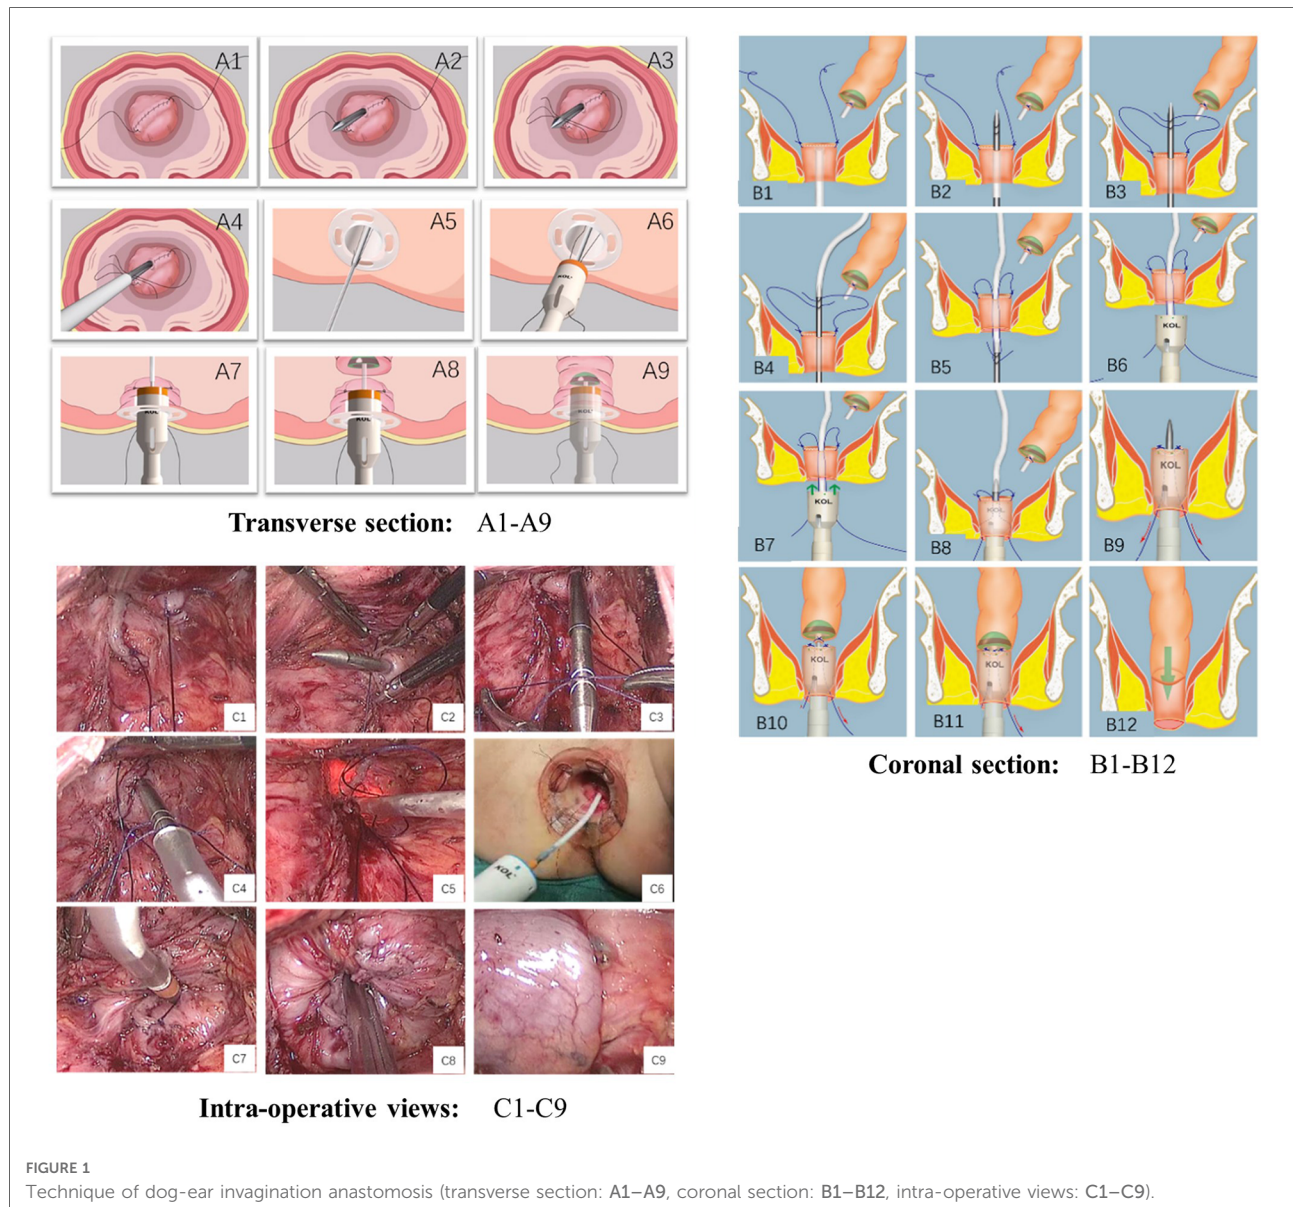 A1
A2
A3
A4
A5
A6
KOL
A7
A8
A9
KOL
KOL
KOL
Transverse section: A1-A9
B1
B2
B3
B4
B5
B6
KOL
B7
B8
B9
KOL
KOL
KOL
B10
B11
B12
KOL
KOL
Coronal section: B1-B12
C1
C2
C3
C4
C5
C6
KOL
C7
C8
C9
Intra-operative views: C1-C9
FIGURE 1
Technique of dog-ear invagination anastomosis (transverse section: A1–A9, coronal section: B1–B12, intra-operative views: C1–C9).